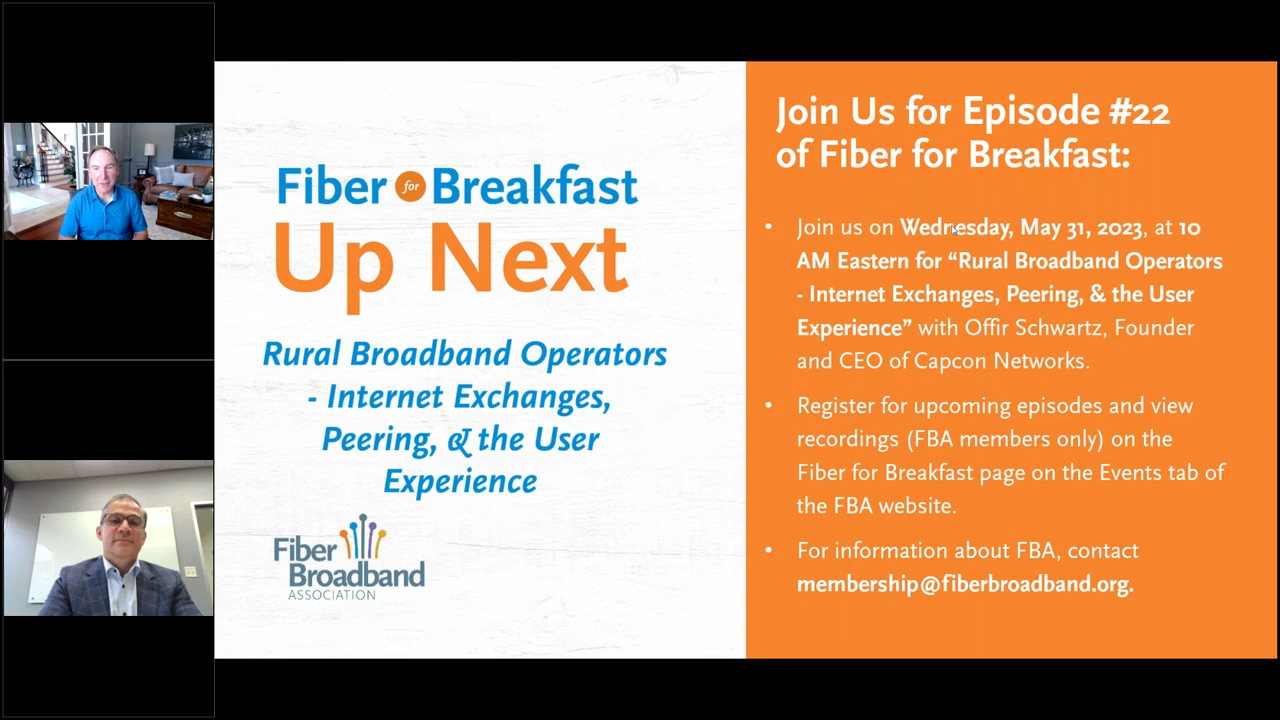 Fiber for Breakfast
Up Next
Rural Broadband Operators
- Internet Exchanges,
Peering, & the User
Experience
Fiber
Broadband
ASSOCIATION
Join Us for Episode #22
of Fiber for Breakfast:
• Join us on Wednesday, May 31, 2023, at 10
AM Eastern for “Rural Broadband Operators
- Internet Exchanges, Peering, & the User
Experience” with Offir Schwartz, Founder
and CEO of Capcon Networks.
• Register for upcoming episodes and view
recordings (FBA members only) on the
Fiber for Breakfast page on the Events tab of
the FBA website.
• For information about FBA, contact
membership@fiberbroadband.org.